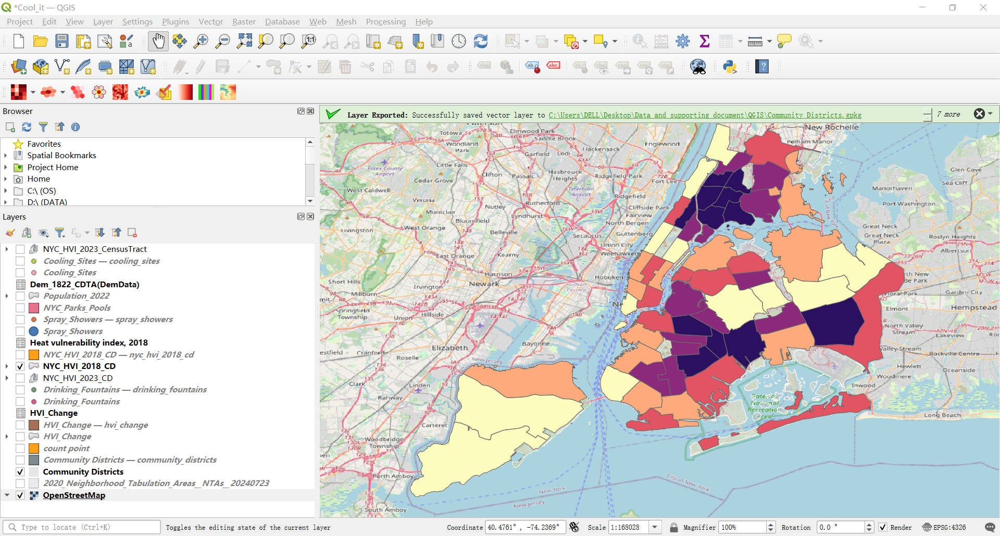 *Cool_it — QGIS
Project Edit View Layer Settings Plugins Vector Raster Database Web Mesh Processing Help
Browser
Layer Exported: Successfully saved vector layer to C:\Users\DELL\Desktop\Data and supporting document\QGIS\Community Districts.gpkg
7 more
Favorites
Spatial Bookmarks
Project Home
Home
C:\ (OS)
D:\ (DATA)
Layers
NYC_HVI_2023_CensusTract
Cooling_Sites — cooling_sites
Cooling_Sites
Dem_1822_CDTA(DemData)
Population_2022
NYC_Parks_Pools
Spray_Showers — spray_showers
Spray_Showers
Heat vulnerability index, 2018
NYC_HVI_2018_CD — nyc_hvi_2018_cd
NYC_HVI_2018_CD
NYC_HVI_2023_CD
Drinking_Fountains — drinking_fountains
Drinking_Fountains
HVI_Change
HVI_Change — hvi_change
HVI_Change
count point
Community Districts — community_districts
Community Districts
2020_Neighborhood_Tabulation_Areas__NTAs__20240723
OpenStreetMap
New Rochelle
Totowa
Elmwood Park
Saddle Brook
Woodland Park
Englewood
Pelham Manor
Hackensack
Garfield
Lodi
Little Falls
Essex County Airport
Hasbrouck Heights
Clifton
Passaic
Ridgefield Park
Glen Cove
Cedar Grove
Fort Lee
Sea Cliff
West Caldwell
Teterboro Airport
Manorhaven
Verona
Rutherford
Ridgefield
Port Washington
Nutley
Cliffside Park
Montclair
Lyndhurst
Fairview
Bloomfield
North Bergen
Livingston
West Orange
Belleville
Secaucus
Guttenberg
Great Neck
Great Neck Plaza
Roslyn Heights
Union City
East Orange
Kearny
Weehawken
Albertson
Harrison
Hoboken
Short Hills
Irvington
Newark
Hudson County
Millburn
Floral Park
Garden City
Springfield Township
Union
Hillside
Elmont
Hempstead
North Valley Stream
Lakeview
Elizabeth
Bayonne
Valley Stream
Cranford
Roselle
New Jersey
Rockville Centre
Hewlett
Oceanside
Clark
Linden
Woodmere
Inwood
Rahway
Gateway National Recreation Area
Long Beach
Carteret
Woodbridge Township
Perth Amboy
City of New York
New York
New Jersey
South Amboy
Type to locate (Ctrl+K)
Toggles the editing state of the current layer
Coordinate 40.4761° , -74.2369° Scale 1:168028 Magnifier 100% Rotation 0.0 ° Render EPSG:4326